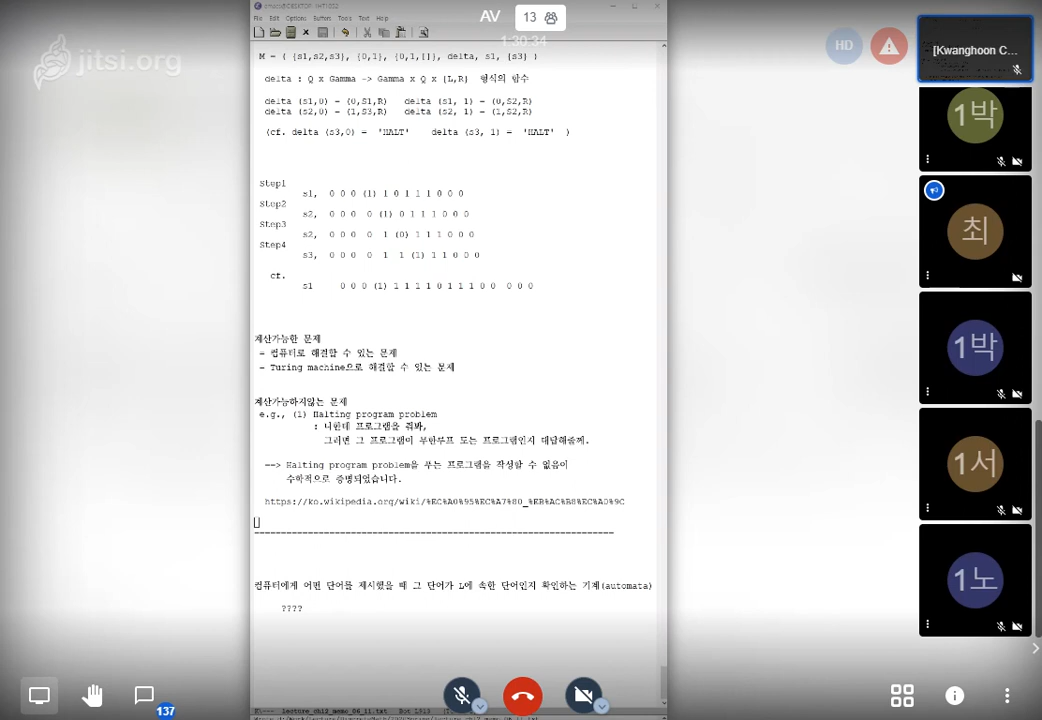 jitsi.org
AV
13
1:30:34
HD
[Kwanghoon C...
File Edit Options Buffers Tools Text Help
M = ( {s1,s2,s3}, {0,1}, {0,1,[]}, delta, s1, {s3} )
delta : Q x Gamma -> Gamma x Q x {L,R} 형식의 함수
delta (s1,0) = (0,S1,R) delta (s1, 1) = (0,S2,R)
delta (s2,0) = (1,S3,R) delta (s2, 1) = (1,S2,R)
(cf. delta (s3,0) = 'HALT' delta (s3, 1) = 'HALT' )
Step1
s1, 0 0 0 (1) 1 0 1 1 1 0 0 0
Step2
s2, 0 0 0 0 (1) 0 1 1 1 0 0 0
Step3
s2, 0 0 0 0 1 (0) 1 1 1 0 0 0
Step4
s3, 0 0 0 0 1 1 (1) 1 1 0 0 0
cf.
s1 0 0 0 (1) 1 1 1 1 0 1 1 1 0 0 0 0 0
계산가능한 문제
= 컴퓨터로 해결할 수 있는 문제
= Turing machine으로 해결할 수 있는 문제
계산가능하지않는 문제
e.g., (1) Halting program problem
: 니한테 프로그램을 줘봐,
그러면 그 프로그램이 무한루프 도는 프로그램인지 대답해줄께.
--> Halting program problem을 푸는 프로그램을 작성할 수 없음이
수학적으로 증명되었습니다.
https://ko.wikipedia.org/wiki/%EC%A0%95%EC%A7%80_%EB%AC%B8%EC%A0%9C
컴퓨터에게 어떤 단어를 제시했을 때 그 단어가 L에 속한 단어인지 확인하는 기계(automata)
????
1박
최
1박
1서
1노
137